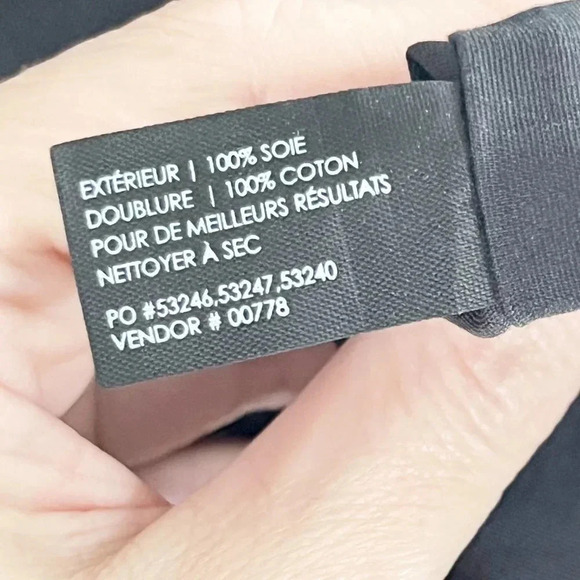 EXTÉRIEUR | 100% SOIE
DOUBLURE | 100% COTON
POUR DE MEILLEURS RÉSULTATS
NETTOYER À SEC
PO #53246,53247,53240
VENDOR # 00778